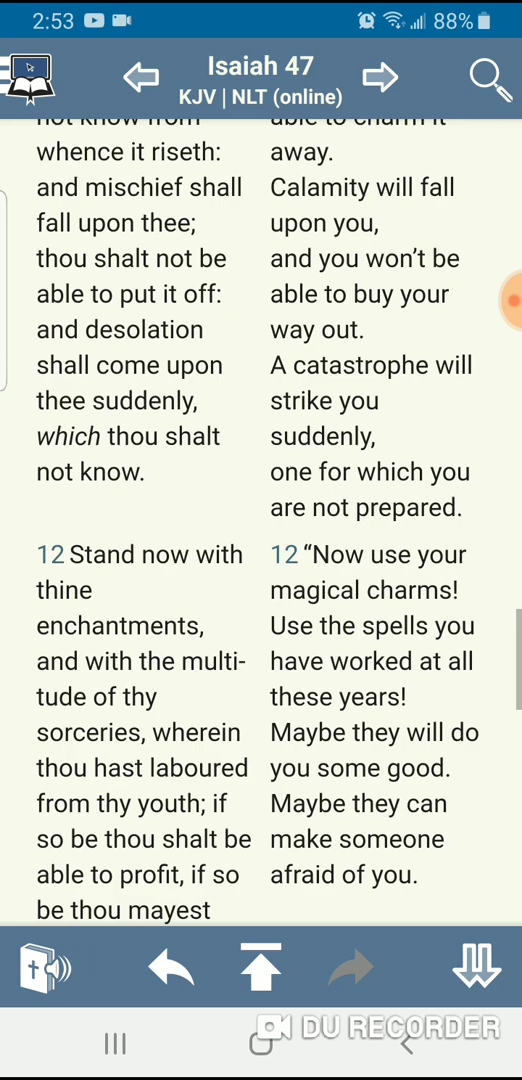 2:53 88%
Isaiah 47
KJV | NLT (online)
not know from
whence it riseth:
and mischief shall
fall upon thee;
thou shalt not be
able to put it off:
and desolation
shall come upon
thee suddenly,
which thou shalt
not know.
12 Stand now with
thine
enchantments,
and with the multi-
tude of thy
sorceries, wherein
thou hast laboured
from thy youth; if
so be thou shalt be
able to profit, if so
be thou mayest
able to charm it
away.
Calamity will fall
upon you,
and you won’t be
able to buy your
way out.
A catastrophe will
strike you
suddenly,
one for which you
are not prepared.
12 “Now use your
magical charms!
Use the spells you
have worked at all
these years!
Maybe they will do
you some good.
Maybe they can
make someone
afraid of you.
DU RECORDER